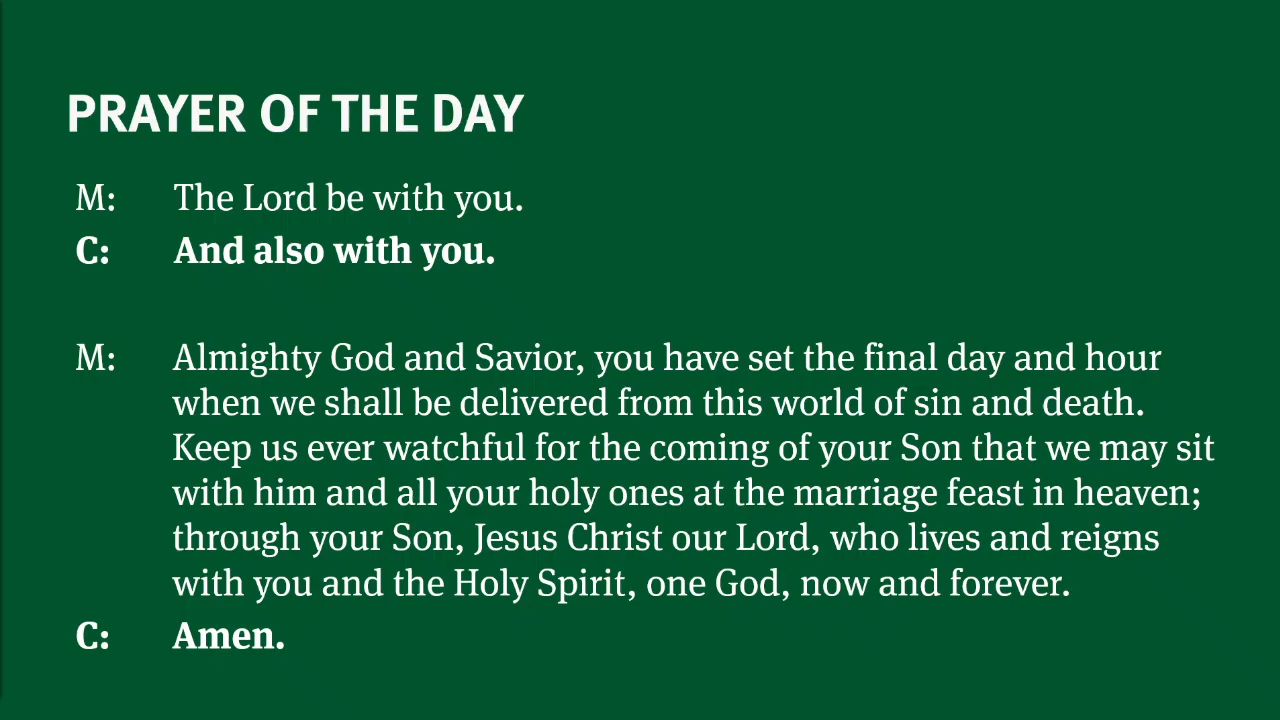 PRAYER OF THE DAY
M: The Lord be with you.
C: And also with you.
M: Almighty God and Savior, you have set the final day and hour
when we shall be delivered from this world of sin and death.
Keep us ever watchful for the coming of your Son that we may sit
with him and all your holy ones at the marriage feast in heaven;
through your Son, Jesus Christ our Lord, who lives and reigns
with you and the Holy Spirit, one God, now and forever.
C: Amen.